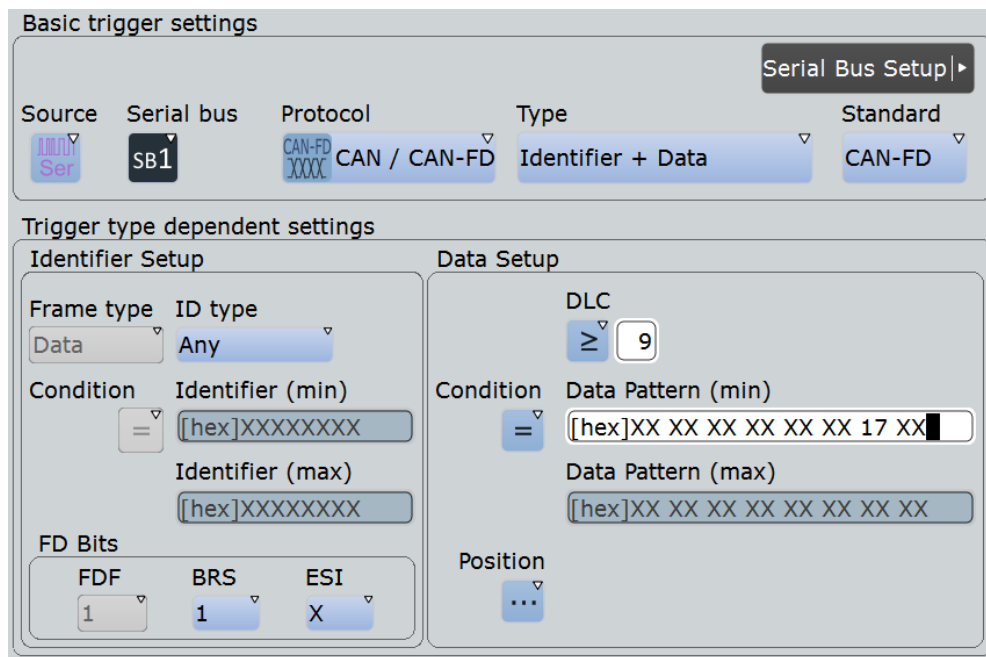 Basic trigger settings
Serial Bus Setup
Source Serial bus Protocol Type Standard
Ser SB1 CAN-FD XXXX CAN / CAN-FD Identifier + Data CAN-FD
Trigger type dependent settings
Identifier Setup Data Setup
Frame type ID type DLC
Data Any ≥ 9
Condition Identifier (min) Condition Data Pattern (min)
= [hex]XXXXXXXX = [hex]XX XX XX XX XX XX 17 XX
Identifier (max) Data Pattern (max)
[hex]XXXXXXXX [hex]XX XX XX XX XX XX XX XX
FD Bits Position
FDF BRS ESI
1 1 X ...